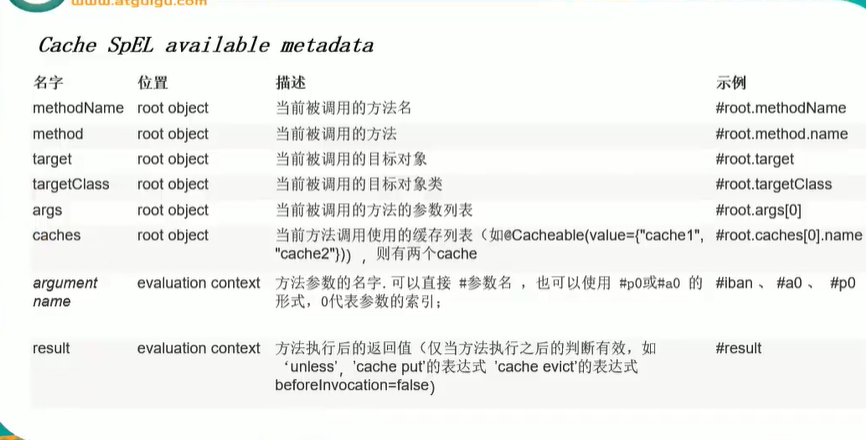 www.atguigu.com
Cache SpEL available metadata
名字 位置 描述 示例
methodName root object 当前被调用的方法名 #root.methodName
method root object 当前被调用的方法 #root.method.name
target root object 当前被调用的目标对象 #root.target
targetClass root object 当前被调用的目标对象类 #root.targetClass
args root object 当前被调用的方法的参数列表 #root.args[0]
caches root object 当前方法调用使用的缓存列表（如@Cacheable(value={"cache1", #root.caches[0].name
"cache2"})），则有两个cache
argument evaluation context 方法参数的名字. 可以直接 #参数名 ，也可以使用 #p0或#a0 的 #iban 、 #a0 、 #p0
name 形式，0代表参数的索引；
result evaluation context 方法执行后的返回值（仅当方法执行之后的判断有效，如 #result
‘unless’，'cache put'的表达式 'cache evict'的表达式
beforeInvocation=false）